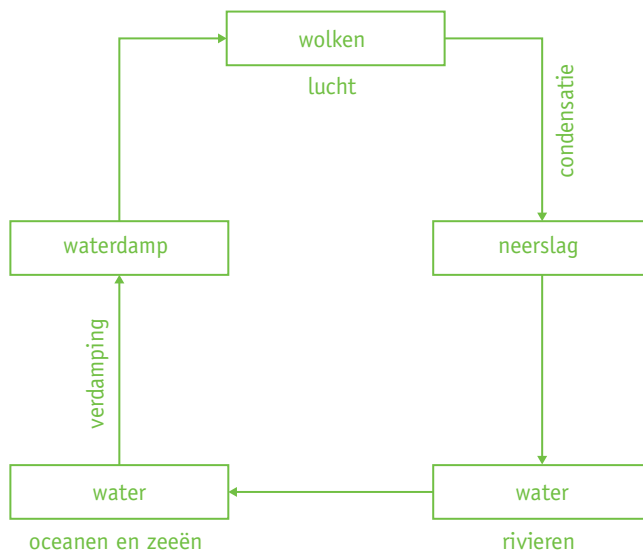 wolken
lucht
condensatie
waterdamp
neerslag
verdamping
water
water
oceanen en zeeën
rivieren